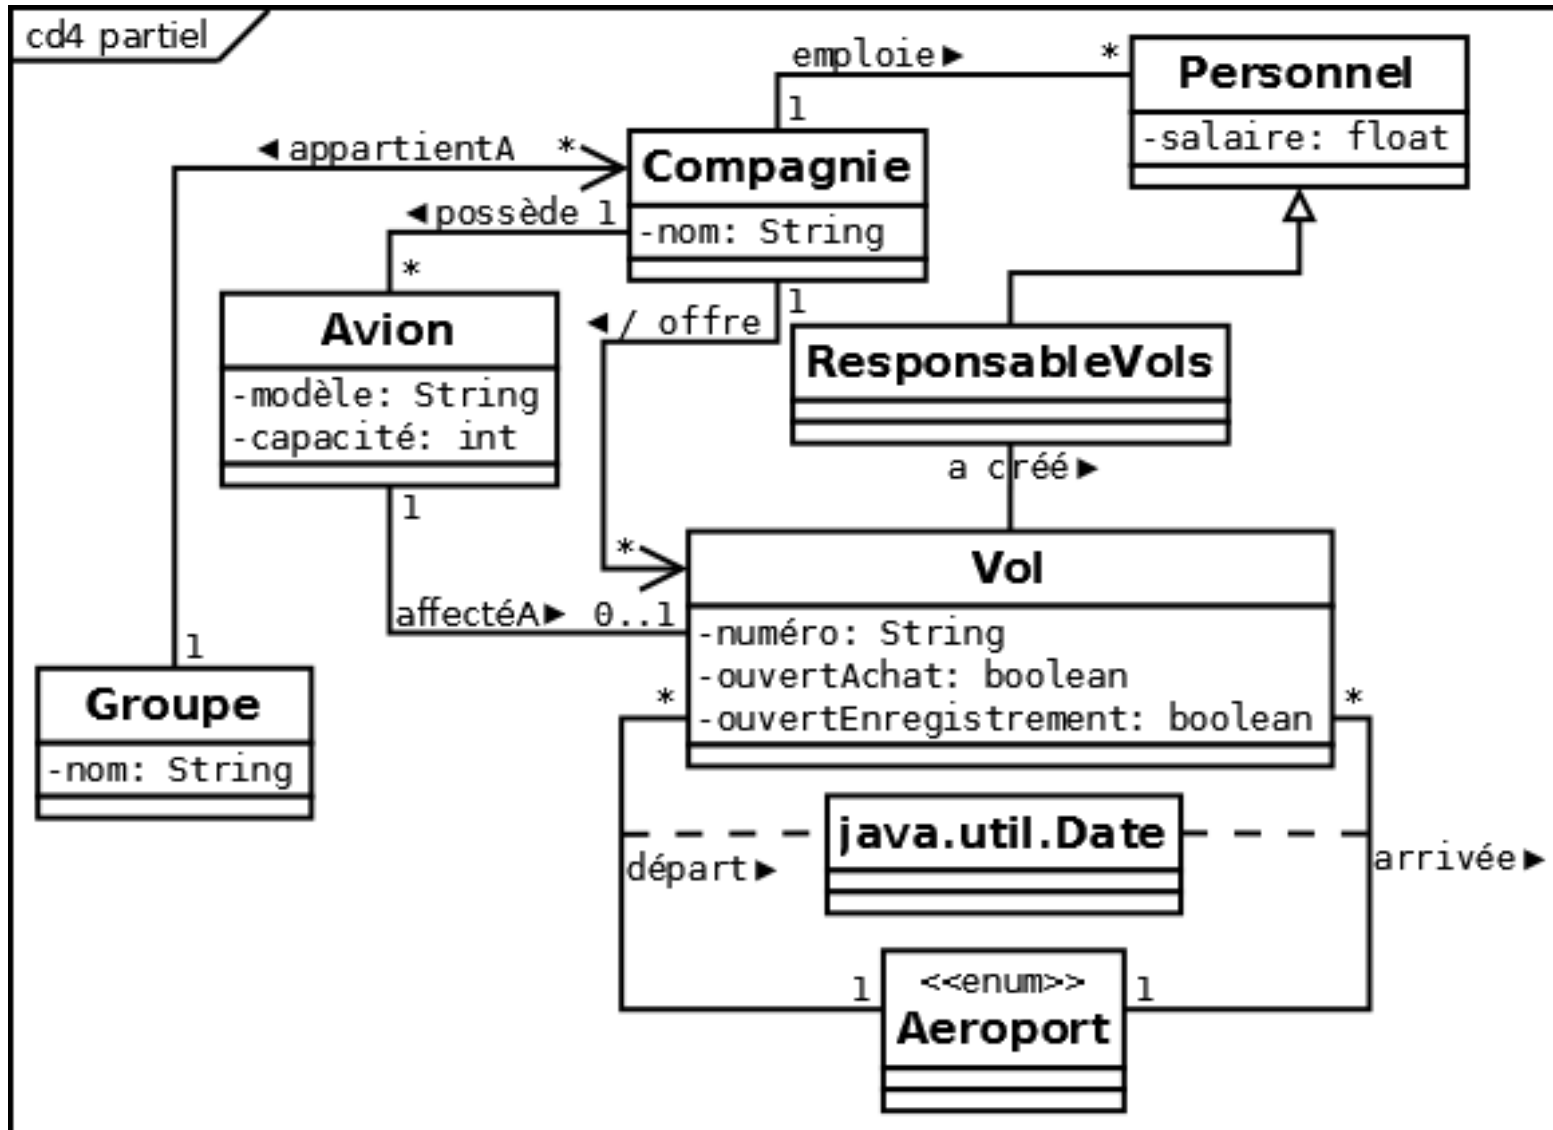 cd4 partiel
emploie►
*
1
Personnel
-salaire: float
◄appartientA
*
Compagnie
-nom: String
◄possède
1
*
1
◄/ offre
Avion
-modèle: String
-capacité: int
ResponsableVols
a créé►
1
*
Vol
-numéro: String
-ouvertAchat: boolean
-ouvertEnregistrement: boolean
affectéA►
0..1
1
Groupe
-nom: String
*
*
java.util.Date
départ►
arrivée►
1
<<enum>>
Aeroport
1